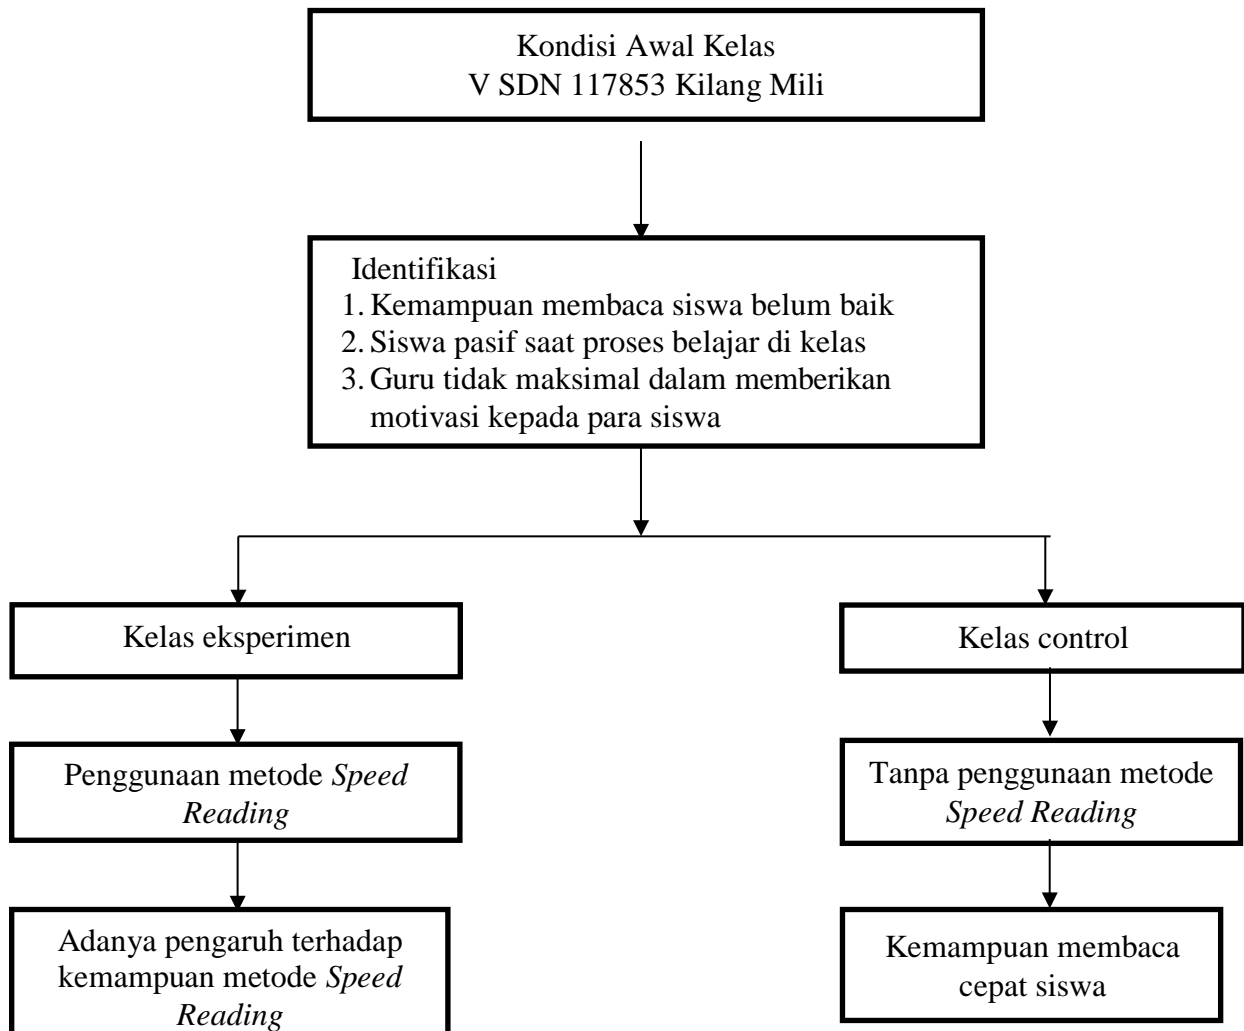 Kondisi Awal Kelas
V SDN 117853 Kilang Mili
Identifikasi
1. Kemampuan membaca siswa belum baik
2. Siswa pasif saat proses belajar di kelas
3. Guru tidak maksimal dalam memberikan
motivasi kepada para siswa
Kelas eksperimen
Kelas control
Penggunaan metode Speed
Reading
Tanpa penggunaan metode
Speed Reading
Adanya pengaruh terhadap
kemampuan metode Speed
Reading
Kemampuan membaca
cepat siswa